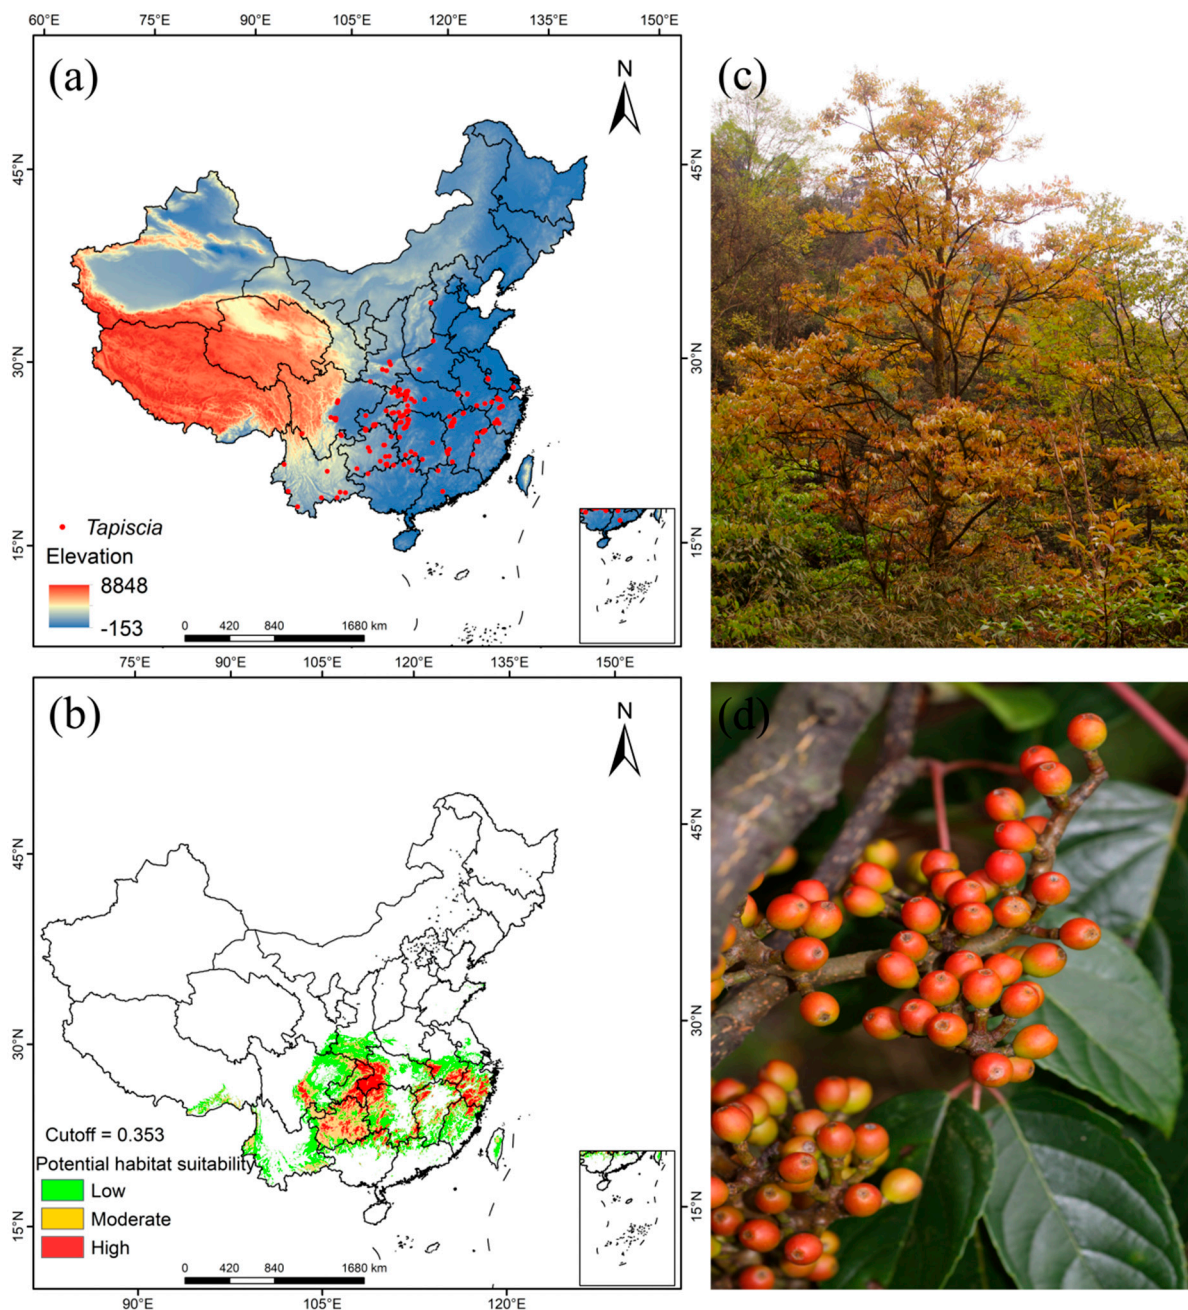 60°E 75°E 90°E 105°E 120°E 135°E 150°E
(a)
N
45°N
45°N
30°N
30°N
15°N
15°N
Tapiscia
Elevation
8848
-153
0 420 840 1680 km
75°E 90°E 105°E 120°E 135°E 150°E
(b)
N
45°N
45°N
30°N
30°N
15°N
15°N
Cutoff = 0.353
Potential habitat suitability
Low
Moderate
High
0 420 840 1680 km
90°E 105°E 120°E
(c)
(d)